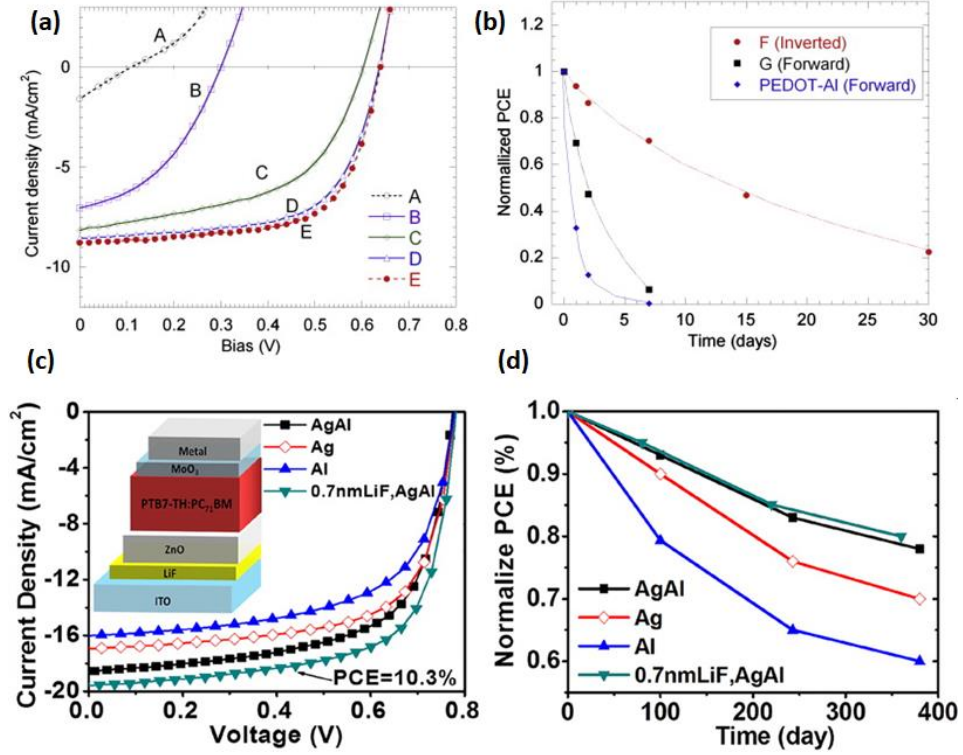 (a)
A
B
C
D
E
A
B
C
D
E
Current density (mA/cm²)
0
-5
-10
0
0.1
0.2
0.3
0.4
0.5
0.6
0.7
0.8
Bias (V)
(b)
F (Inverted)
G (Forward)
PEDOT-Al (Forward)
Normallized PCE
1.2
1
0.8
0.6
0.4
0.2
0
0
5
10
15
20
25
30
Time (days)
(c)
Metal
MoO₃
PTB7-TH:PC₇₁BM
ZnO
LiF
ITO
AgAl
Ag
Al
0.7nmLiF,AgAl
PCE=10.3%
Current Density (mA/cm²)
0
-4
-8
-12
-16
-20
0.0
0.2
0.4
0.6
0.8
Voltage (V)
(d)
Normalize PCE (%)
1.0
0.9
0.8
0.7
0.6
AgAl
Ag
Al
0.7nmLiF,AgAl
0
100
200
300
400
Time (day)